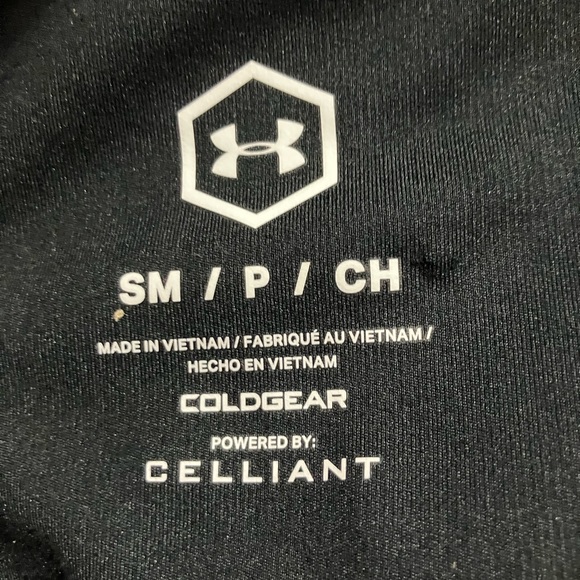 SM / P / CH
MADE IN VIETNAM / FABRIQUÉ AU VIETNAM /
HECHO EN VIETNAM
COLDGEAR
POWERED BY:
CELLIANT